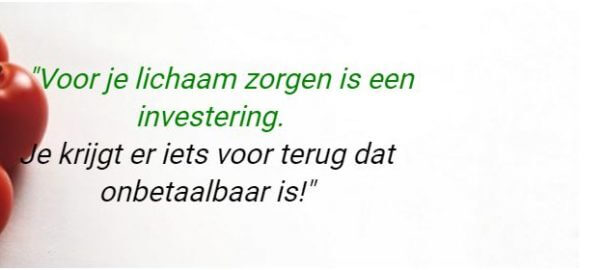 "Voor je lichaam zorgen is een
investering.
Je krijgt er iets voor terug dat
onbetaalbaar is!"